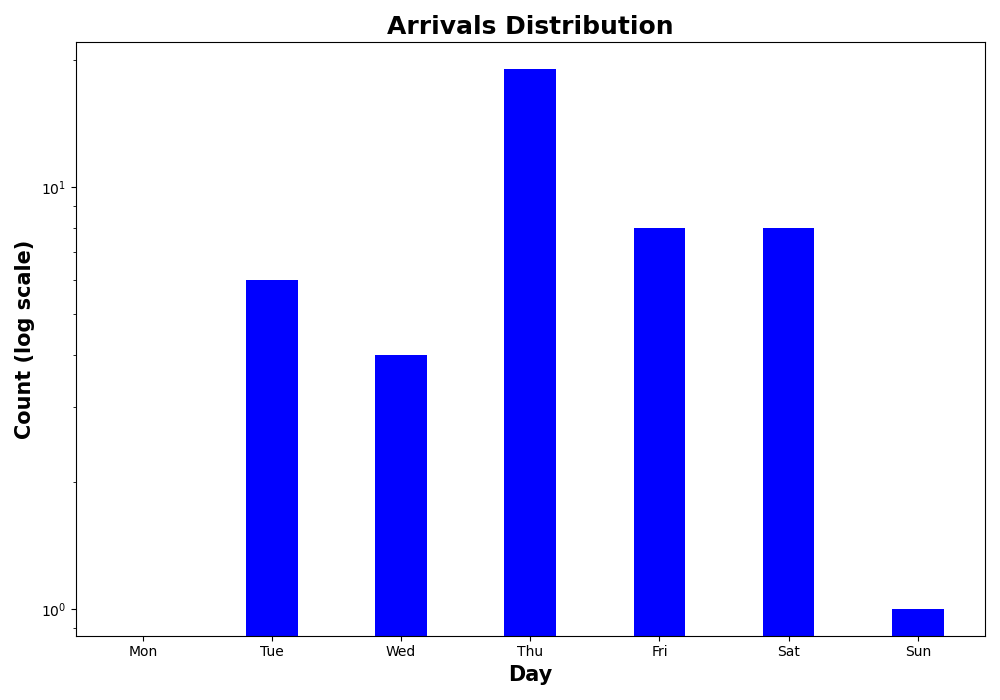 Arrivals Distribution
Count (log scale)
10¹
10⁰
Mon Tue Wed Thu Fri Sat Sun
Day